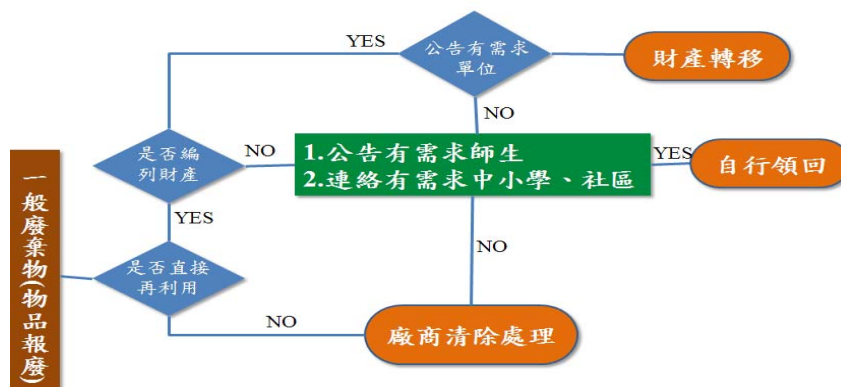 YES
公告有需求
單位
財產轉移
NO
是否編
列財產
NO
1.公告有需求師生
2.連絡有需求中小學、社區
YES
自行領回
一般廢棄物(物品報廢)
YES
是否直接
再利用
NO
NO
廠商清除處理